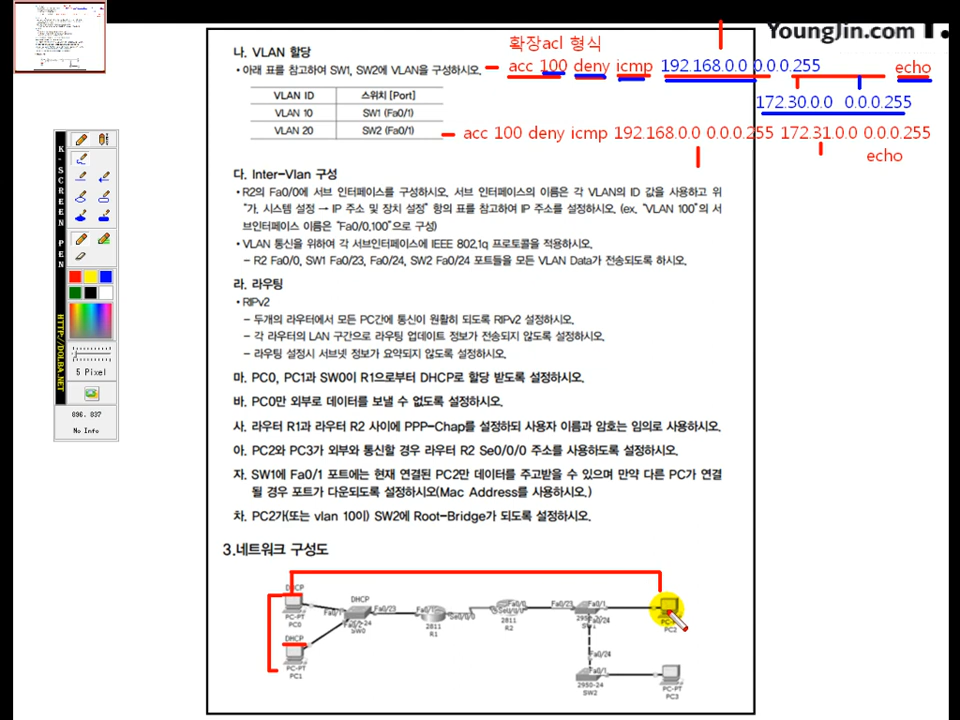 YoungJin.com
확장acl 형식
acc 100 deny icmp 192.168.0.0 0.0.0.255 echo
172.30.0.0 0.0.0.255
acc 100 deny icmp 192.168.0.0 0.0.0.255 172.31.0.0 0.0.0.255
echo
나. VLAN 할당
• 아래 표를 참고하여 SW1, SW2에 VLAN을 구성하시오.
VLAN ID 스위치 [Port]
VLAN 10 SW1 (Fa0/1)
VLAN 20 SW2 (Fa0/1)
다. Inter-Vlan 구성
• R2의 Fa0/0에 서브 인터페이스를 구성하시오. 서브 인터페이스의 이름은 각 VLAN의 ID 값을 사용하고 위
"가. 시스템 설정 → IP 주소 및 장치 설정" 항의 표를 참고하여 IP 주소를 설정하시오. (ex. "VLAN 100"의 서
브인터페이스 이름은 "Fa0/0.100"으로 구성)
• VLAN 통신을 위하여 각 서브인터페이스에 IEEE 802.1q 프로토콜을 적용하시오.
– R2 Fa0/0, SW1 Fa0/23, Fa0/24, SW2 Fa0/24 포트들을 모든 VLAN Data가 전송되도록 하시오.
라. 라우팅
• RIPv2
– 두개의 라우터에서 모든 PC간에 통신이 원활히 되도록 RIPv2 설정하시오.
– 각 라우터의 LAN 구간으로 라우팅 업데이트 정보가 전송되지 않도록 설정하시오.
– 라우팅 설정시 서브넷 정보가 요약되지 않도록 설정하시오.
마. PC0, PC1과 SW0이 R1으로부터 DHCP로 할당 받도록 설정하시오.
바. PC0만 외부로 데이터를 보낼 수 없도록 설정하시오.
사. 라우터 R1과 라우터 R2 사이에 PPP-Chap를 설정하되 사용자 이름과 암호는 임의로 사용하시오.
아. PC2와 PC3가 외부와 통신할 경우 라우터 R2 Se0/0/0 주소를 사용하도록 설정하시오.
자. SW1에 Fa0/1 포트에는 현재 연결된 PC2만 데이터를 주고받을 수 있으며 만약 다른 PC가 연결
될 경우 포트가 다운되도록 설정하시오(Mac Address를 사용하시오.)
차. PC2가(또는 vlan 10이) SW2에 Root-Bridge가 되도록 설정하시오.
3.네트워크 구성도
DHCP
PC-PT
PC0
DHCP
PC-PT
PC1
DHCP
Fa0/23
SW0
2811
R1
Se0/0/0
2811
R2
Fa0/23
Fa0/1
Fa0/24
PC2
Fa0/24
Fa0/1
2950-24
SW2
PC-PT
PC3
K-SCREEN PEN
HTTP://DOLBA.NET
5 Pixel
896, 837
No Info